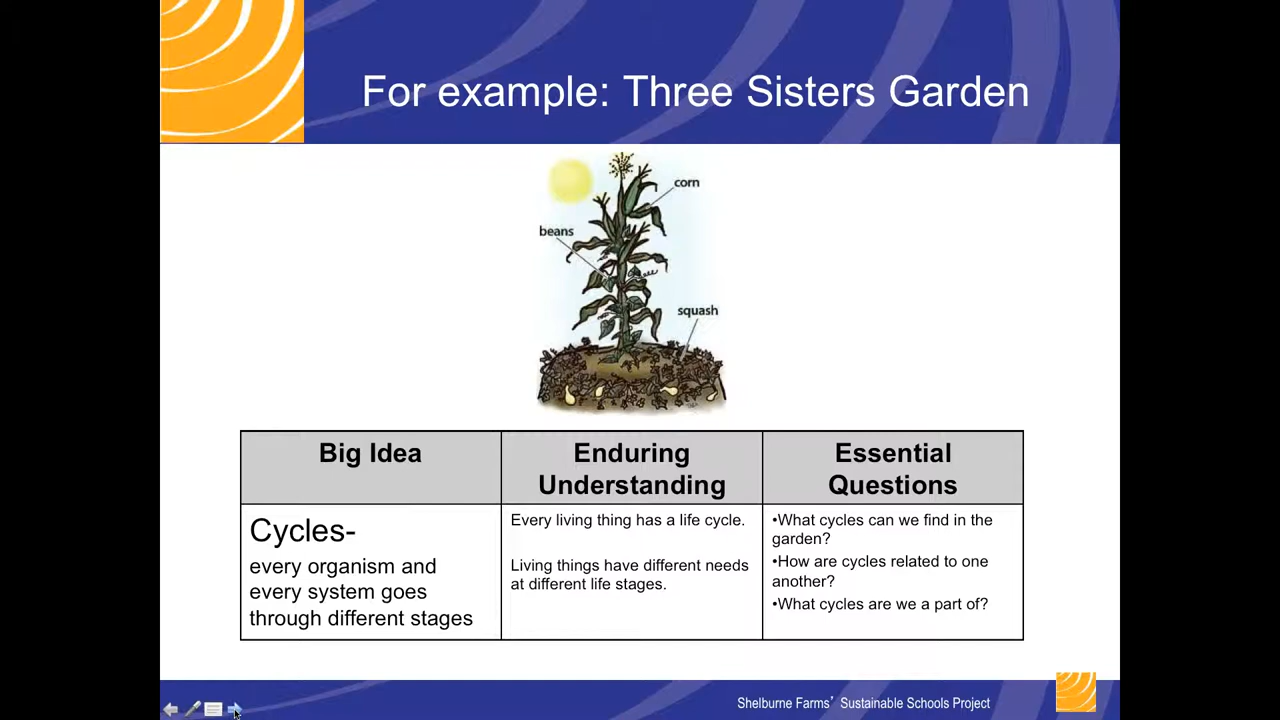 For example: Three Sisters Garden
corn
beans
squash
Big Idea
Enduring
Understanding
Essential
Questions
Cycles-
every organism and
every system goes
through different stages
Every living thing has a life cycle.
Living things have different needs
at different life stages.
•What cycles can we find in the
garden?
•How are cycles related to one
another?
•What cycles are we a part of?
Shelburne Farms’ Sustainable Schools Project